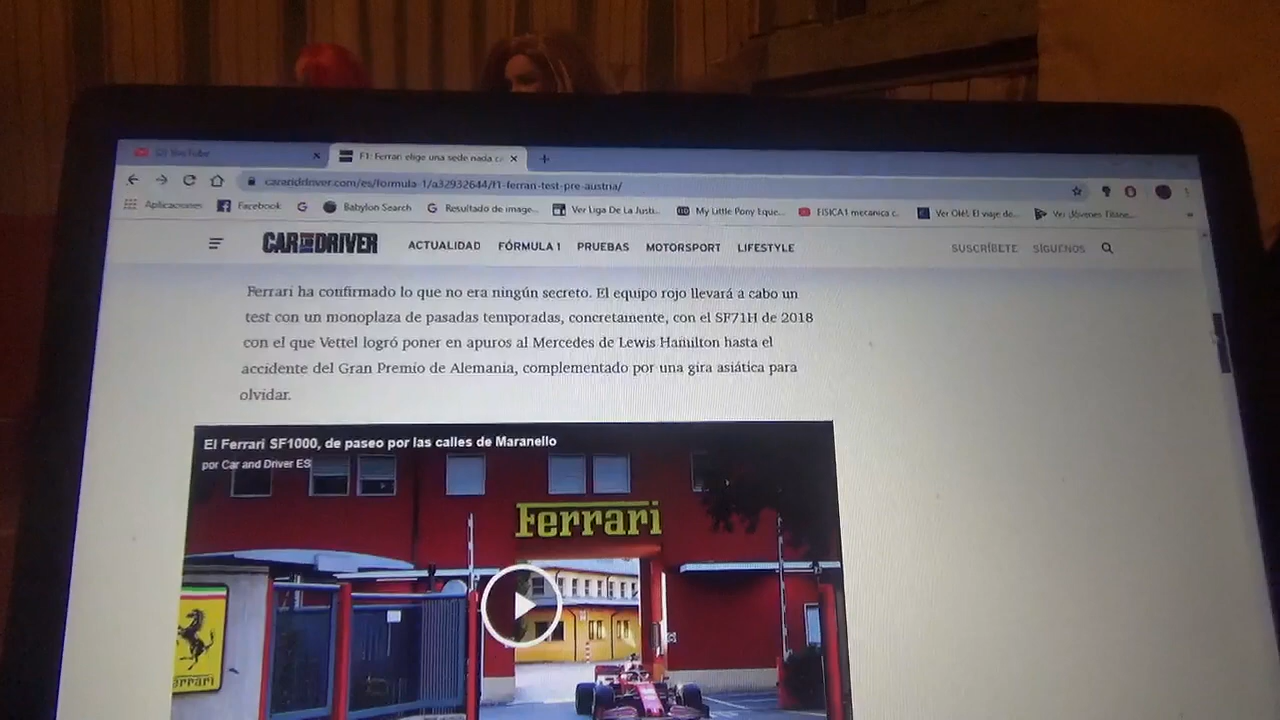 YouTube
F1: Ferrari elige una sede nada ca
caranddriver.com/es/formula-1/a32932644/f1-ferrari-test-pre-austria/
Aplicaciones
Facebook
Babylon Search
Resultado de image...
Ver Liga De La Justi...
My Little Pony Eque...
FISICA1 mecanica c...
Ver Olé!. El viaje de...
Ver Jóvenes Titane...
CAR AND DRIVER
ACTUALIDAD
FÓRMULA 1
PRUEBAS
MOTORSPORT
LIFESTYLE
SUSCRÍBETE
SÍGUENOS
Ferrari ha confirmado lo que no era ningún secreto. El equipo rojo llevará a cabo un
test con un monoplaza de pasadas temporadas, concretamente, con el SF71H de 2018
con el que Vettel logró poner en apuros al Mercedes de Lewis Hamilton hasta el
accidente del Gran Premio de Alemania, complementado por una gira asiática para
olvidar.
El Ferrari SF1000, de paseo por las calles de Maranello
por Car and Driver ES
Ferrari
Ferrari